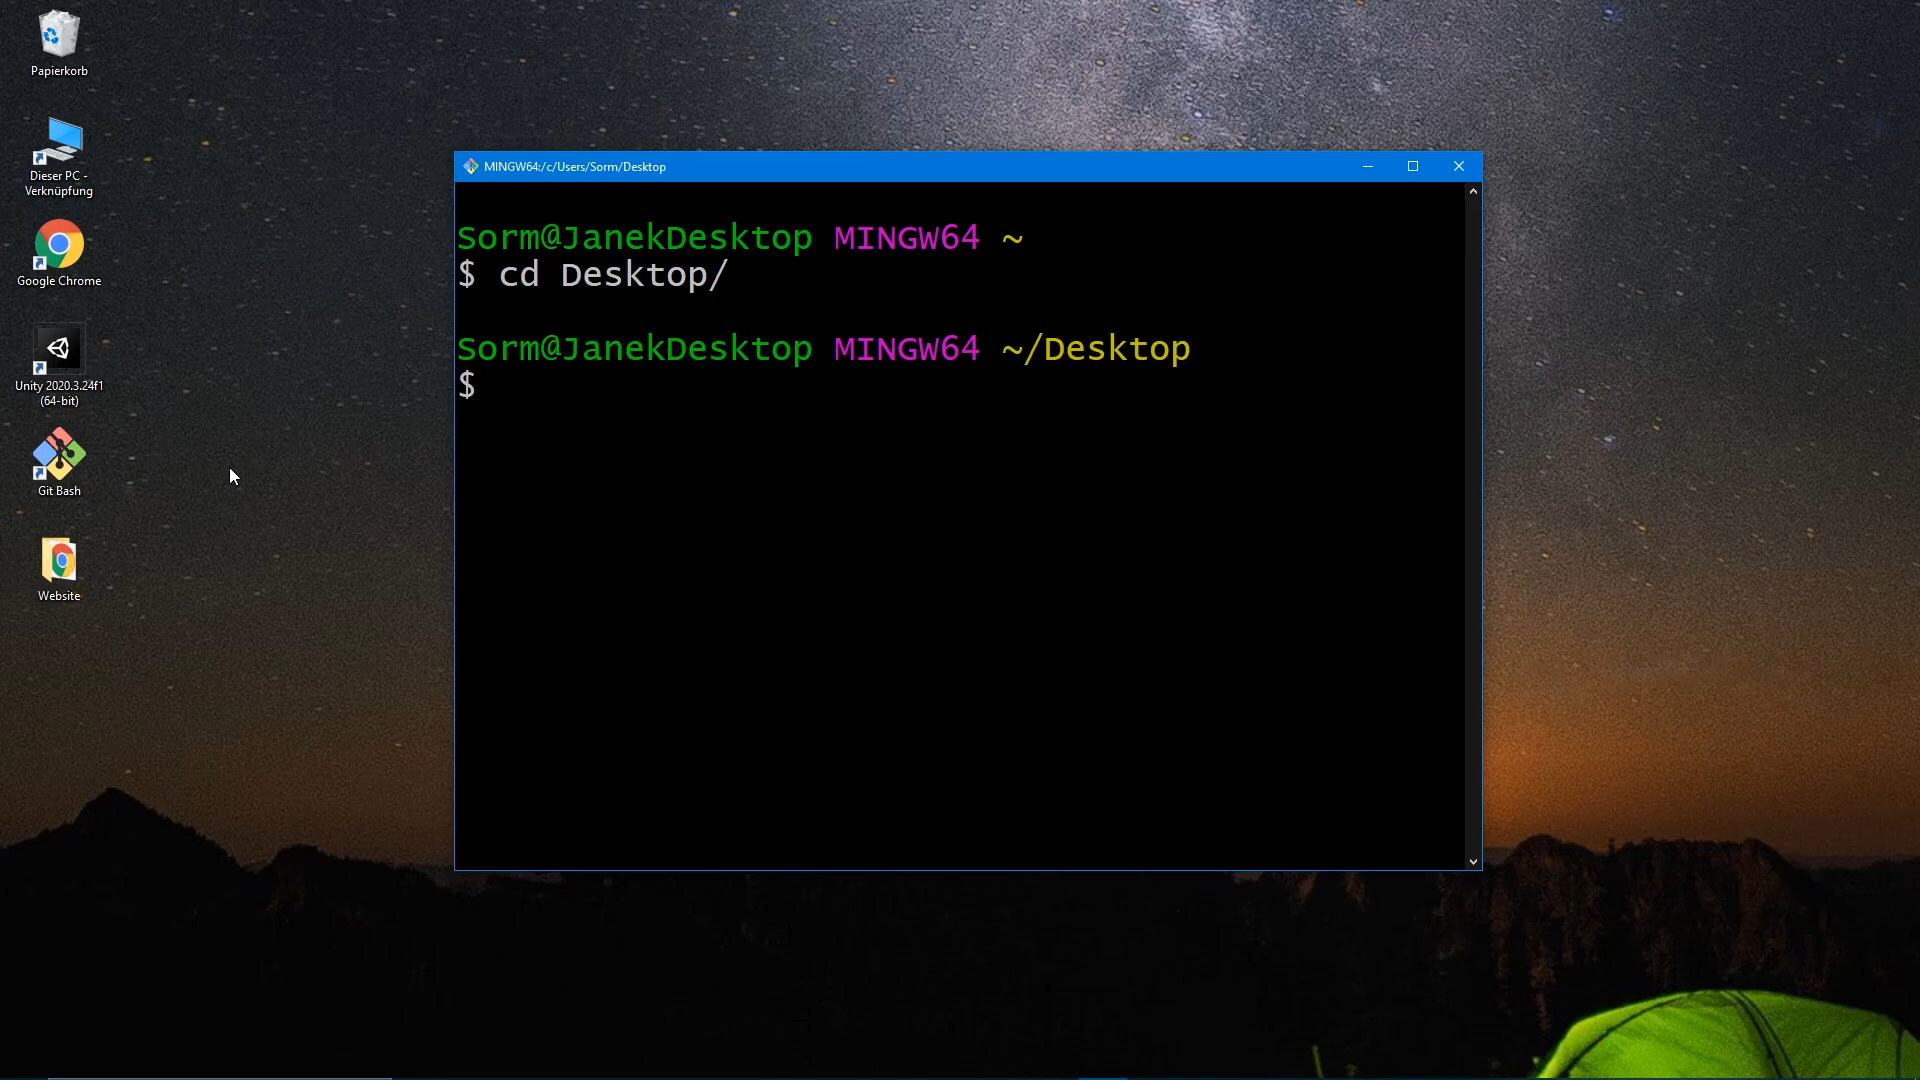 Papierkorb
Dieser PC -
Verknüpfung
Google Chrome
Unity 2020.3.24f1
(64-bit)
Git Bash
Website
MINGW64:/c/Users/Sorm/Desktop
Sorm@JanekDesktop MINGW64 ~
$ cd Desktop/
Sorm@JanekDesktop MINGW64 ~/Desktop
$